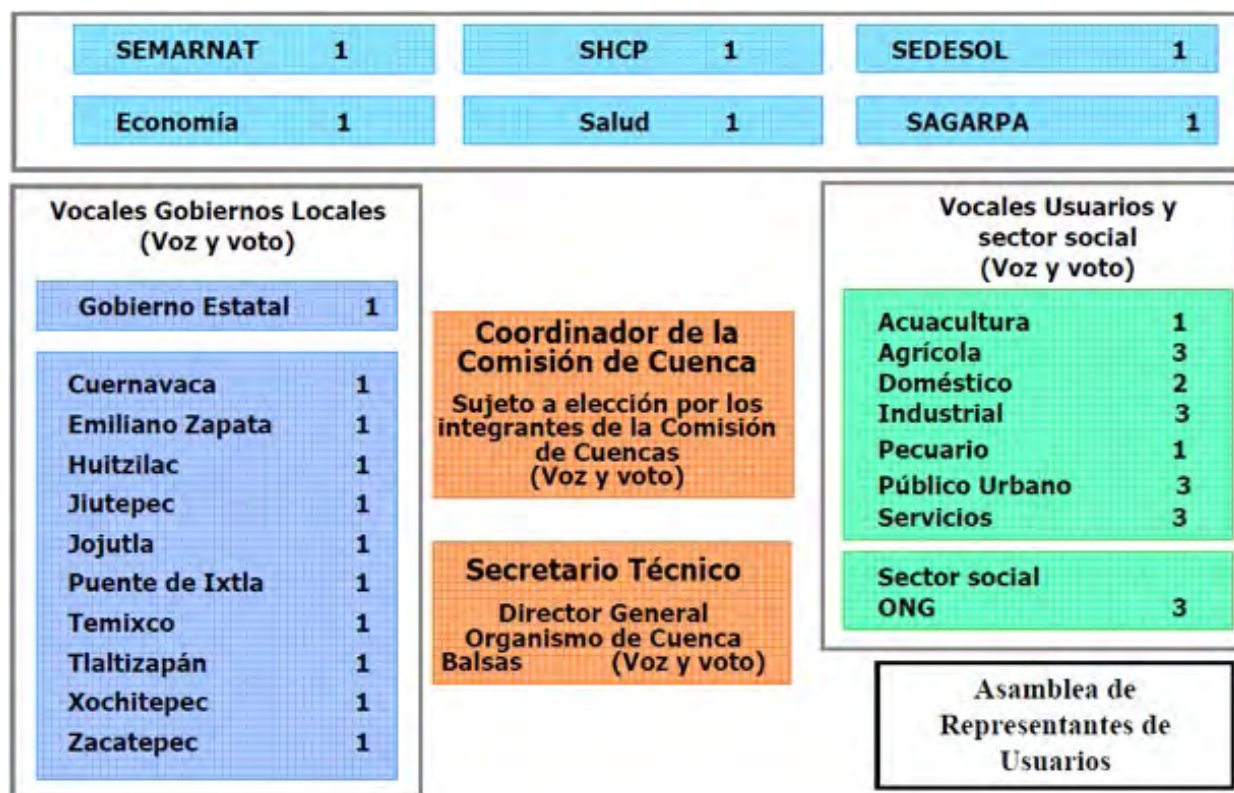 SEMARNAT 1
SHCP 1
SEDESOL 1
Economía 1
Salud 1
SAGARPA 1
Vocales Gobiernos Locales
(Voz y voto)
Gobierno Estatal 1
Cuernavaca 1
Emiliano Zapata 1
Huitzilac 1
Jiutepec 1
Jojutla 1
Puente de Ixtla 1
Temixco 1
Tlaltizapán 1
Xochitepec 1
Zacatepec 1
Coordinador de la
Comisión de Cuenca
Sujeto a elección por los
integrantes de la Comisión
de Cuencas
(Voz y voto)
Secretario Técnico
Director General
Organismo de Cuenca
Balsas (Voz y voto)
Vocales Usuarios y
sector social
(Voz y voto)
Acuacultura 1
Agrícola 3
Doméstico 2
Industrial 3
Pecuario 1
Público Urbano 3
Servicios 3
Sector social
ONG 3
Asamblea de
Representantes de
Usuarios